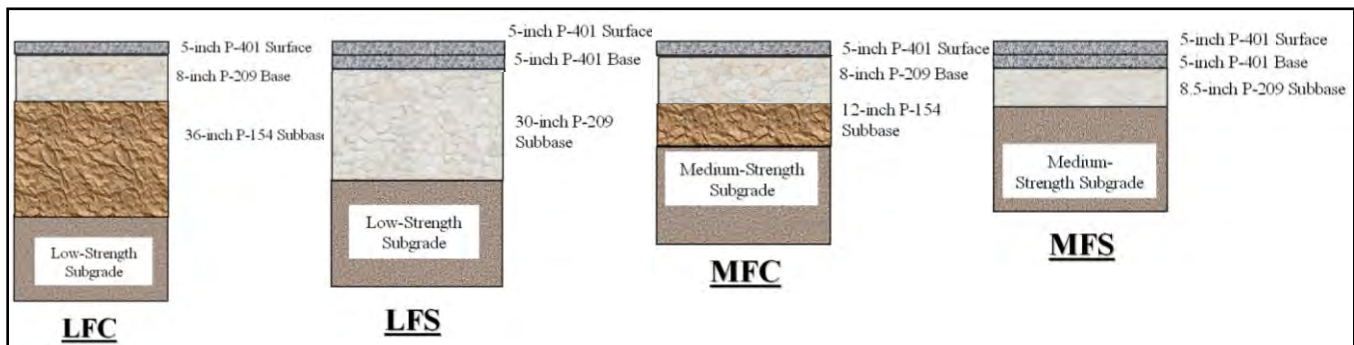 5-inch P-401 Surface
8-inch P-209 Base
36-inch P-154 Subbase
Low-Strength
Subgrade
LFC
5-inch P-401 Surface
5-inch P-401 Base
30-inch P-209
Subbase
Low-Strength
Subgrade
LFS
5-inch P-401 Surface
8-inch P-209 Base
12-inch P-154
Subbase
Medium-Strength
Subgrade
MFC
5-inch P-401 Surface
5-inch P-401 Base
8.5-inch P-209 Subbase
Medium-
Strength Subgrade
MFS